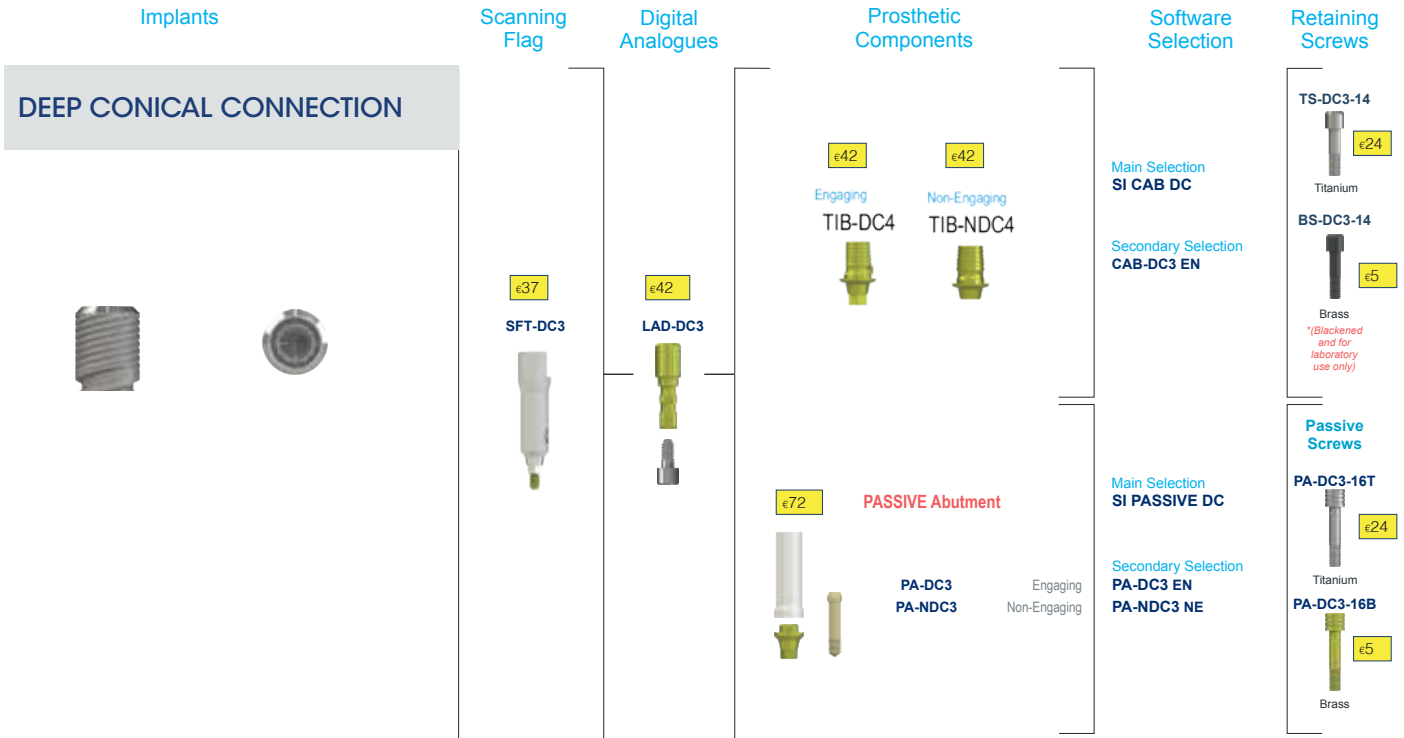 Implants
Scanning
Flag
Digital
Analogues
Prosthetic
Components
Software
Selection
Retaining
Screws
DEEP CONICAL CONNECTION
€37
SFT-DC3
€42
LAD-DC3
€42
Engaging
TIB-DC4
€42
Non-Engaging
TIB-NDC4
Main Selection
SI CAB DC
Secondary Selection
CAB-DC3 EN
TS-DC3-14
€24
Titanium
BS-DC3-14
€5
Brass
*(Blackened
and for
laboratory
use only)
€72
PASSIVE Abutment
PA-DC3 Engaging
PA-NDC3 Non-Engaging
Main Selection
SI PASSIVE DC
Secondary Selection
PA-DC3 EN
PA-NDC3 NE
Passive
Screws
PA-DC3-16T
€24
Titanium
PA-DC3-16B
€5
Brass